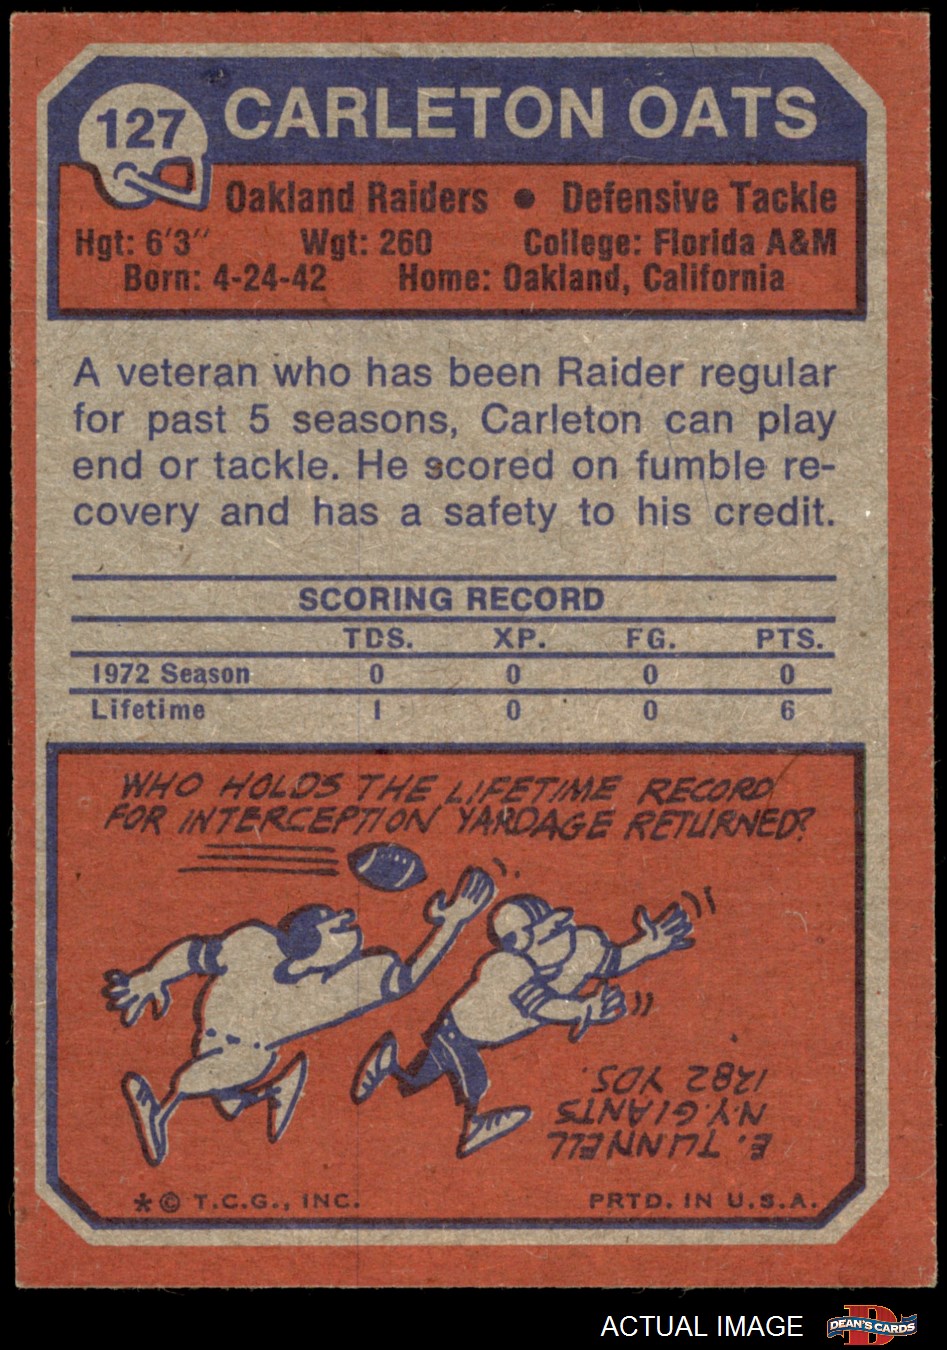 127 CARLETON OATS
Oakland Raiders • Defensive Tackle
Hgt: 6'3" Wgt: 260 College: Florida A&M
Born: 4-24-42 Home: Oakland, California
A veteran who has been Raider regular
for past 5 seasons, Carleton can play
end or tackle. He scored on fumble re-
covery and has a safety to his credit.
SCORING RECORD
TDS. XP. FG. PTS.
1972 Season 0 0 0 0
Lifetime 1 0 0 6
WHO HOLDS THE LIFETIME RECORD
FOR INTERCEPTION YARDAGE RETURNED?
E. TUNNELL
N.Y. GIANTS
1282 YDS.
*© T.C.G., INC. PRTD. IN U.S.A.
ACTUAL IMAGE D DEAN'S CARDS